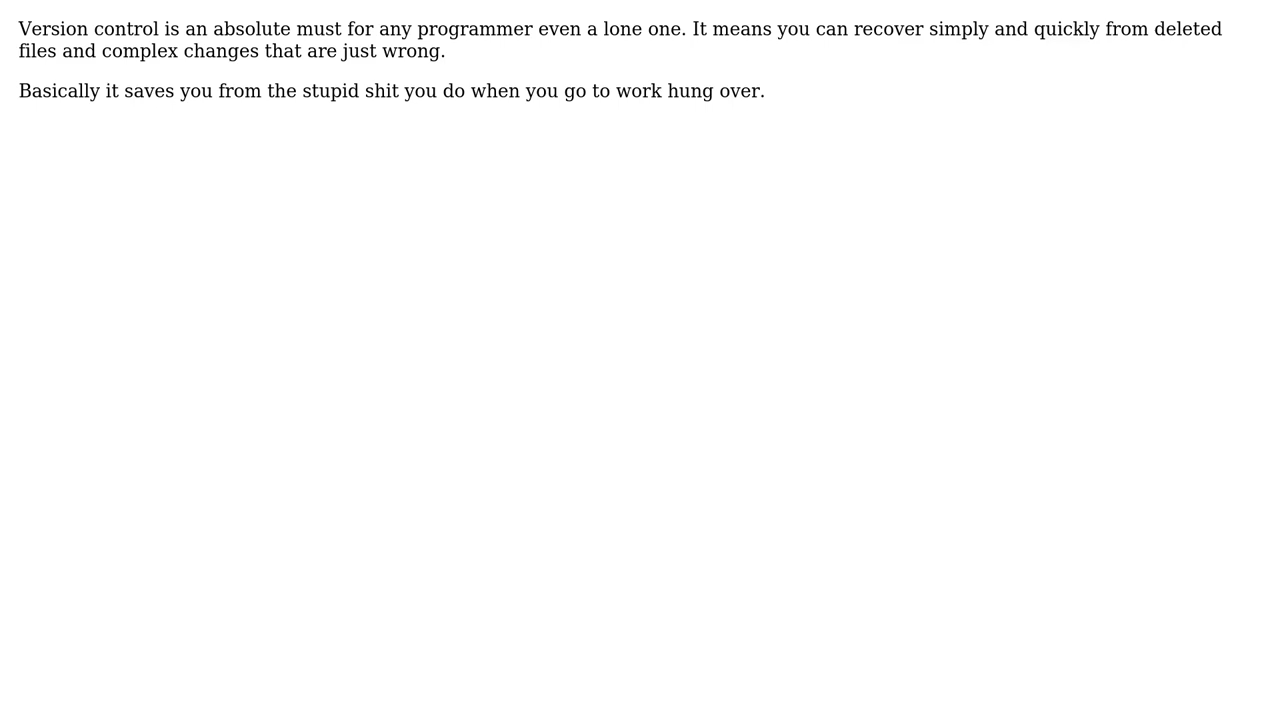 Version control is an absolute must for any programmer even a lone one. It means you can recover simply and quickly from deleted
files and complex changes that are just wrong.
Basically it saves you from the stupid shit you do when you go to work hung over.